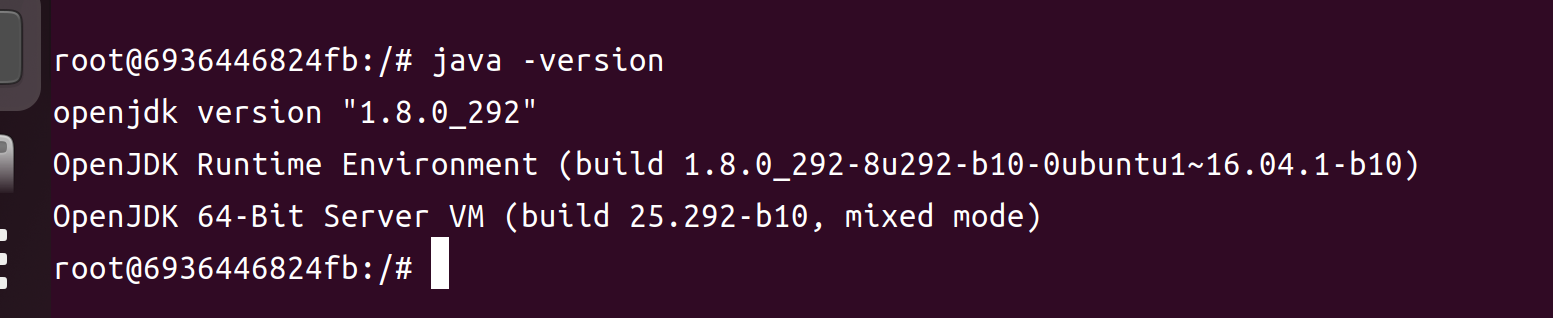 root@6936446824fb:/# java -version
openjdk version "1.8.0_292"
OpenJDK Runtime Environment (build 1.8.0_292-8u292-b10-0ubuntu1~16.04.1-b10)
OpenJDK 64-Bit Server VM (build 25.292-b10, mixed mode)
root@6936446824fb:/#